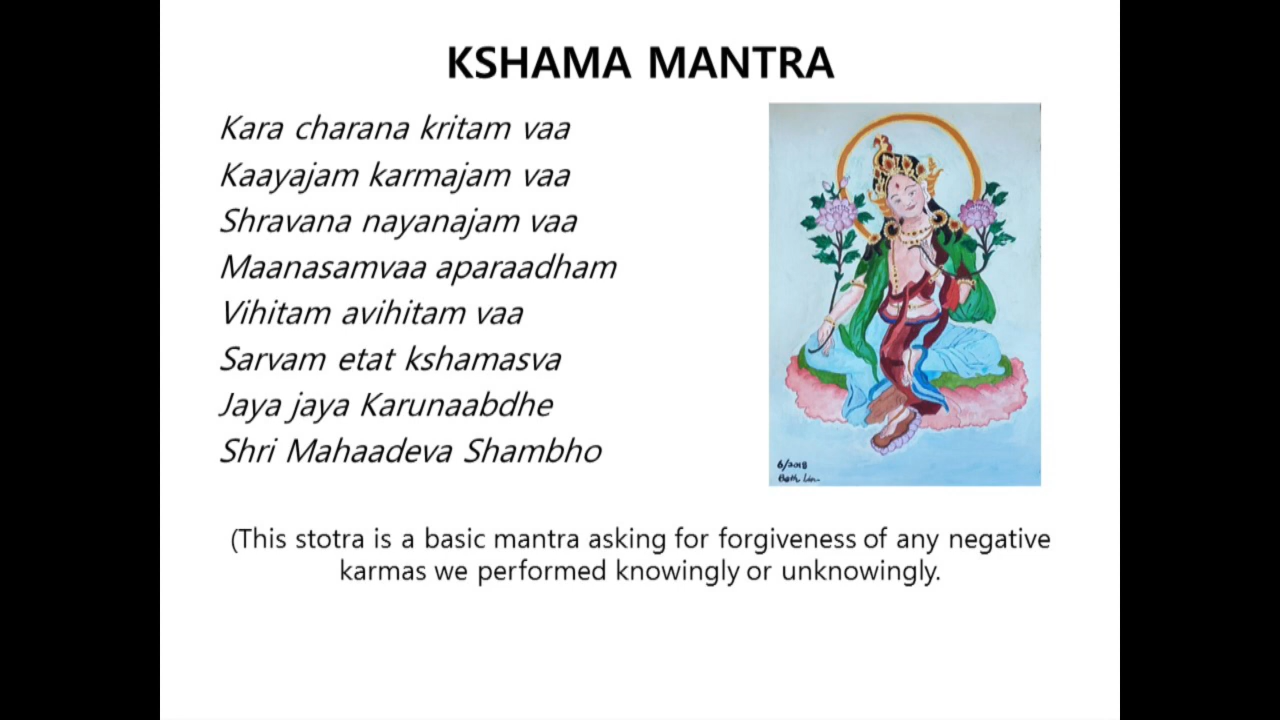 KSHAMA MANTRA
Kara charana kritam vaa
Kaayajam karmajam vaa
Shravana nayanajam vaa
Maanasamvaa aparaadham
Vihitam avihitam vaa
Sarvam etat kshamasva
Jaya jaya Karunaabdhe
Shri Mahaadeva Shambho
6/2018
Beth Lin
(This stotra is a basic mantra asking for forgiveness of any negative
karmas we performed knowingly or unknowingly.